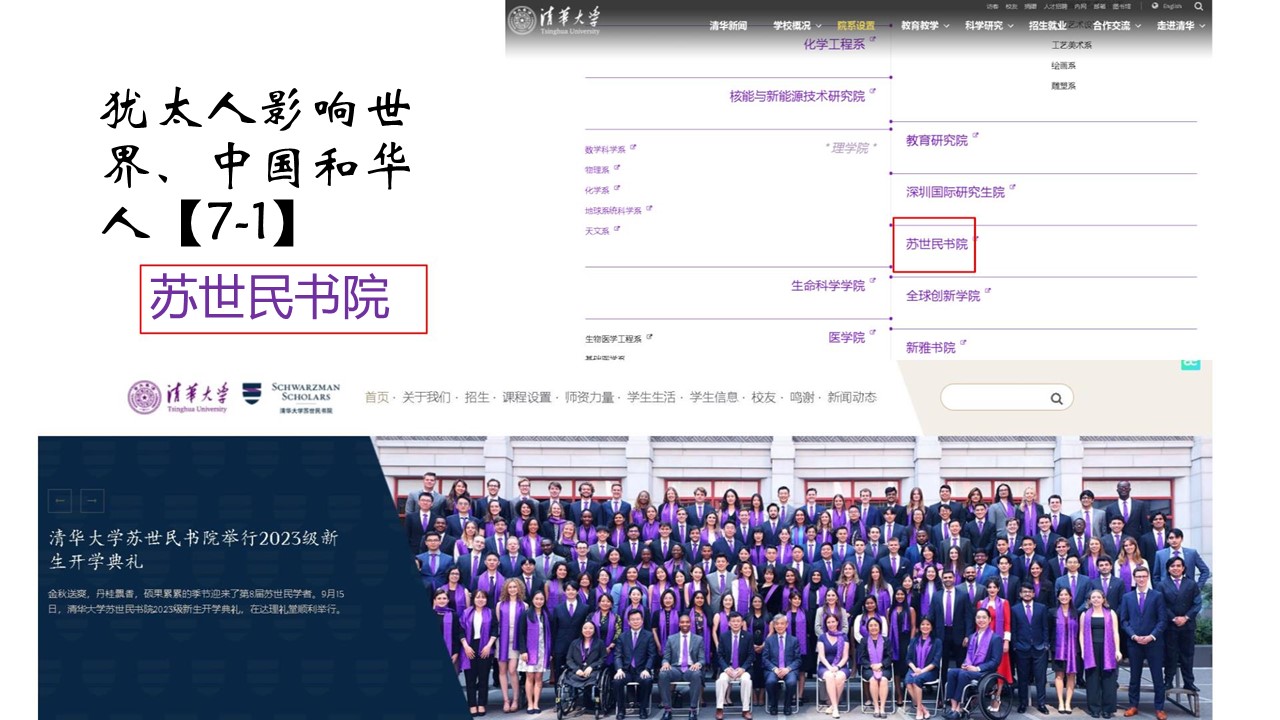 犹太人影响世
界、中国和华
人【7-1】
苏世民书院
清华大学
Tsinghua University
访客 校友 捐赠 人才招聘 内网 邮箱 图书馆 English
清华新闻 学校概况 院系设置 教育教学 科学研究 招生就业 合作交流 走进清华
化学工程系
核能与新能源技术研究院
* 理学院 *
数学科学系
物理系
化学系
地球系统科学系
天文系
生命科学学院
医学院
生物医学工程系
基础医学系
工艺美术系
绘画系
雕塑系
教育研究院
深圳国际研究生院
苏世民书院
全球创新学院
新雅书院
清华大学
Tsinghua University
SCHWARZMAN
SCHOLARS
清华大学苏世民书院
首页· 关于我们· 招生· 课程设置· 师资力量· 学生生活· 学生信息· 校友· 鸣谢· 新闻动态
清华大学苏世民书院举行2023级新
生开学典礼
金秋送爽，丹桂飘香，硕果累累的季节迎来了第8届苏世民学者。9月15
日，清华大学苏世民书院2023级新生开学典礼，在达理礼堂顺利举行。